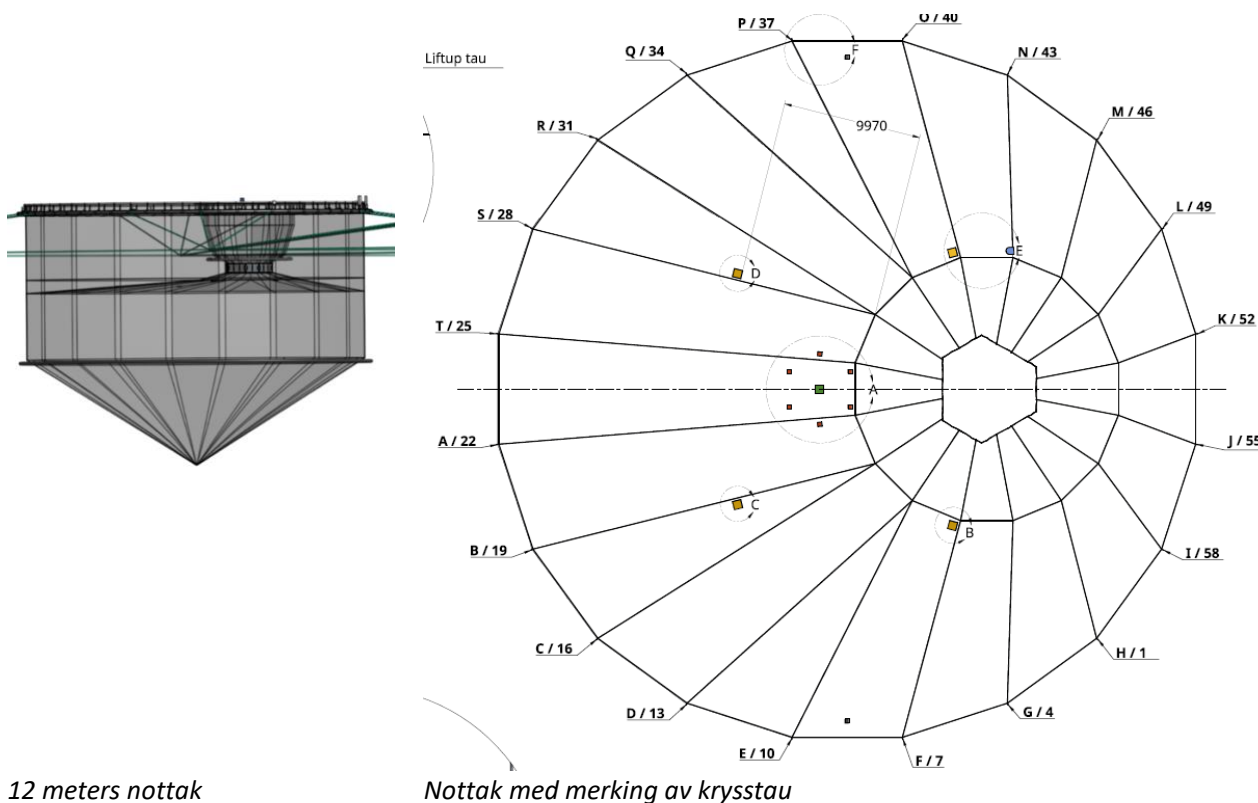 P / 37
O / 40
Liftup tau
Q / 34
F
N / 43
R / 31
9970
M / 46
S / 28
L / 49
D
E
T / 25
K / 52
A
A / 22
J / 55
C
B
B / 19
I / 58
C / 16
H / 1
D / 13
G / 4
E / 10
F / 7
12 meters nottak
Nottak med merking av krysstau